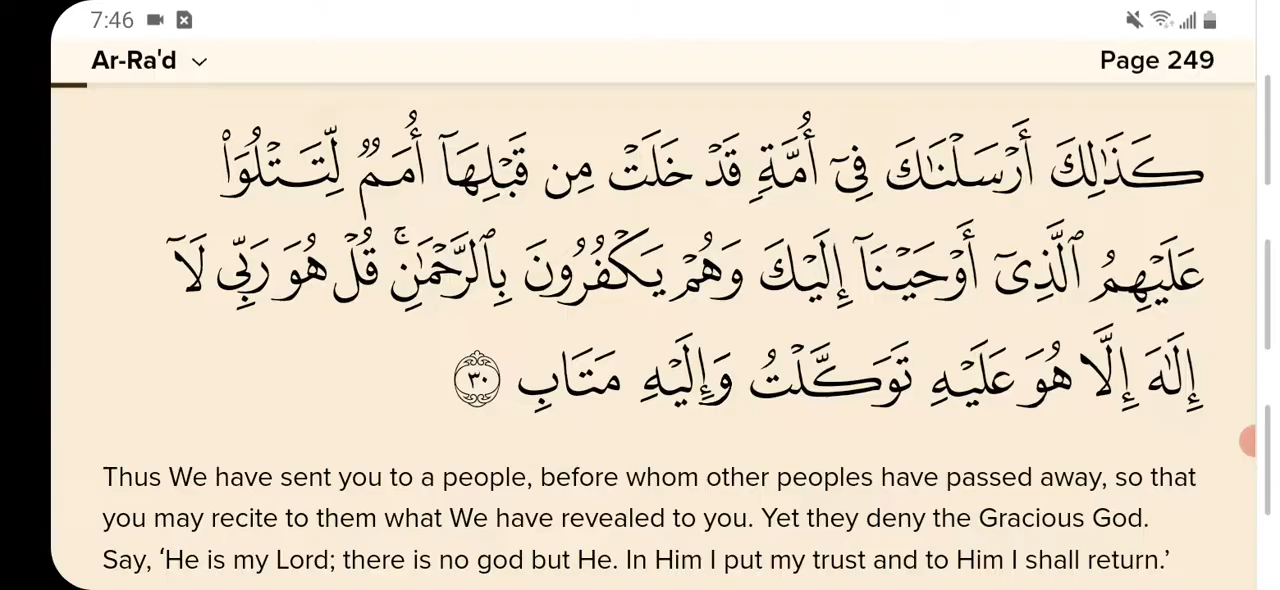 7:46
Ar-Ra'd
Page 249
كَذَٰلِكَ أَرْسَلْنَٰكَ فِىٓ أُمَّةٍ قَدْ خَلَتْ مِن قَبْلِهَآ أُمَمٌ لِّتَتْلُوَا۟
عَلَيْهِمُ ٱلَّذِىٓ أَوْحَيْنَآ إِلَيْكَ وَهُمْ يَكْفُرُونَ بِٱلرَّحْمَٰنِ ۚ قُلْ هُوَ رَبِّى لَآ
إِلَٰهَ إِلَّا هُوَ عَلَيْهِ تَوَكَّلْتُ وَإِلَيْهِ مَتَابِ ٣٠
Thus We have sent you to a people, before whom other peoples have passed away, so that
you may recite to them what We have revealed to you. Yet they deny the Gracious God.
Say, ‘He is my Lord; there is no god but He. In Him I put my trust and to Him I shall return.’